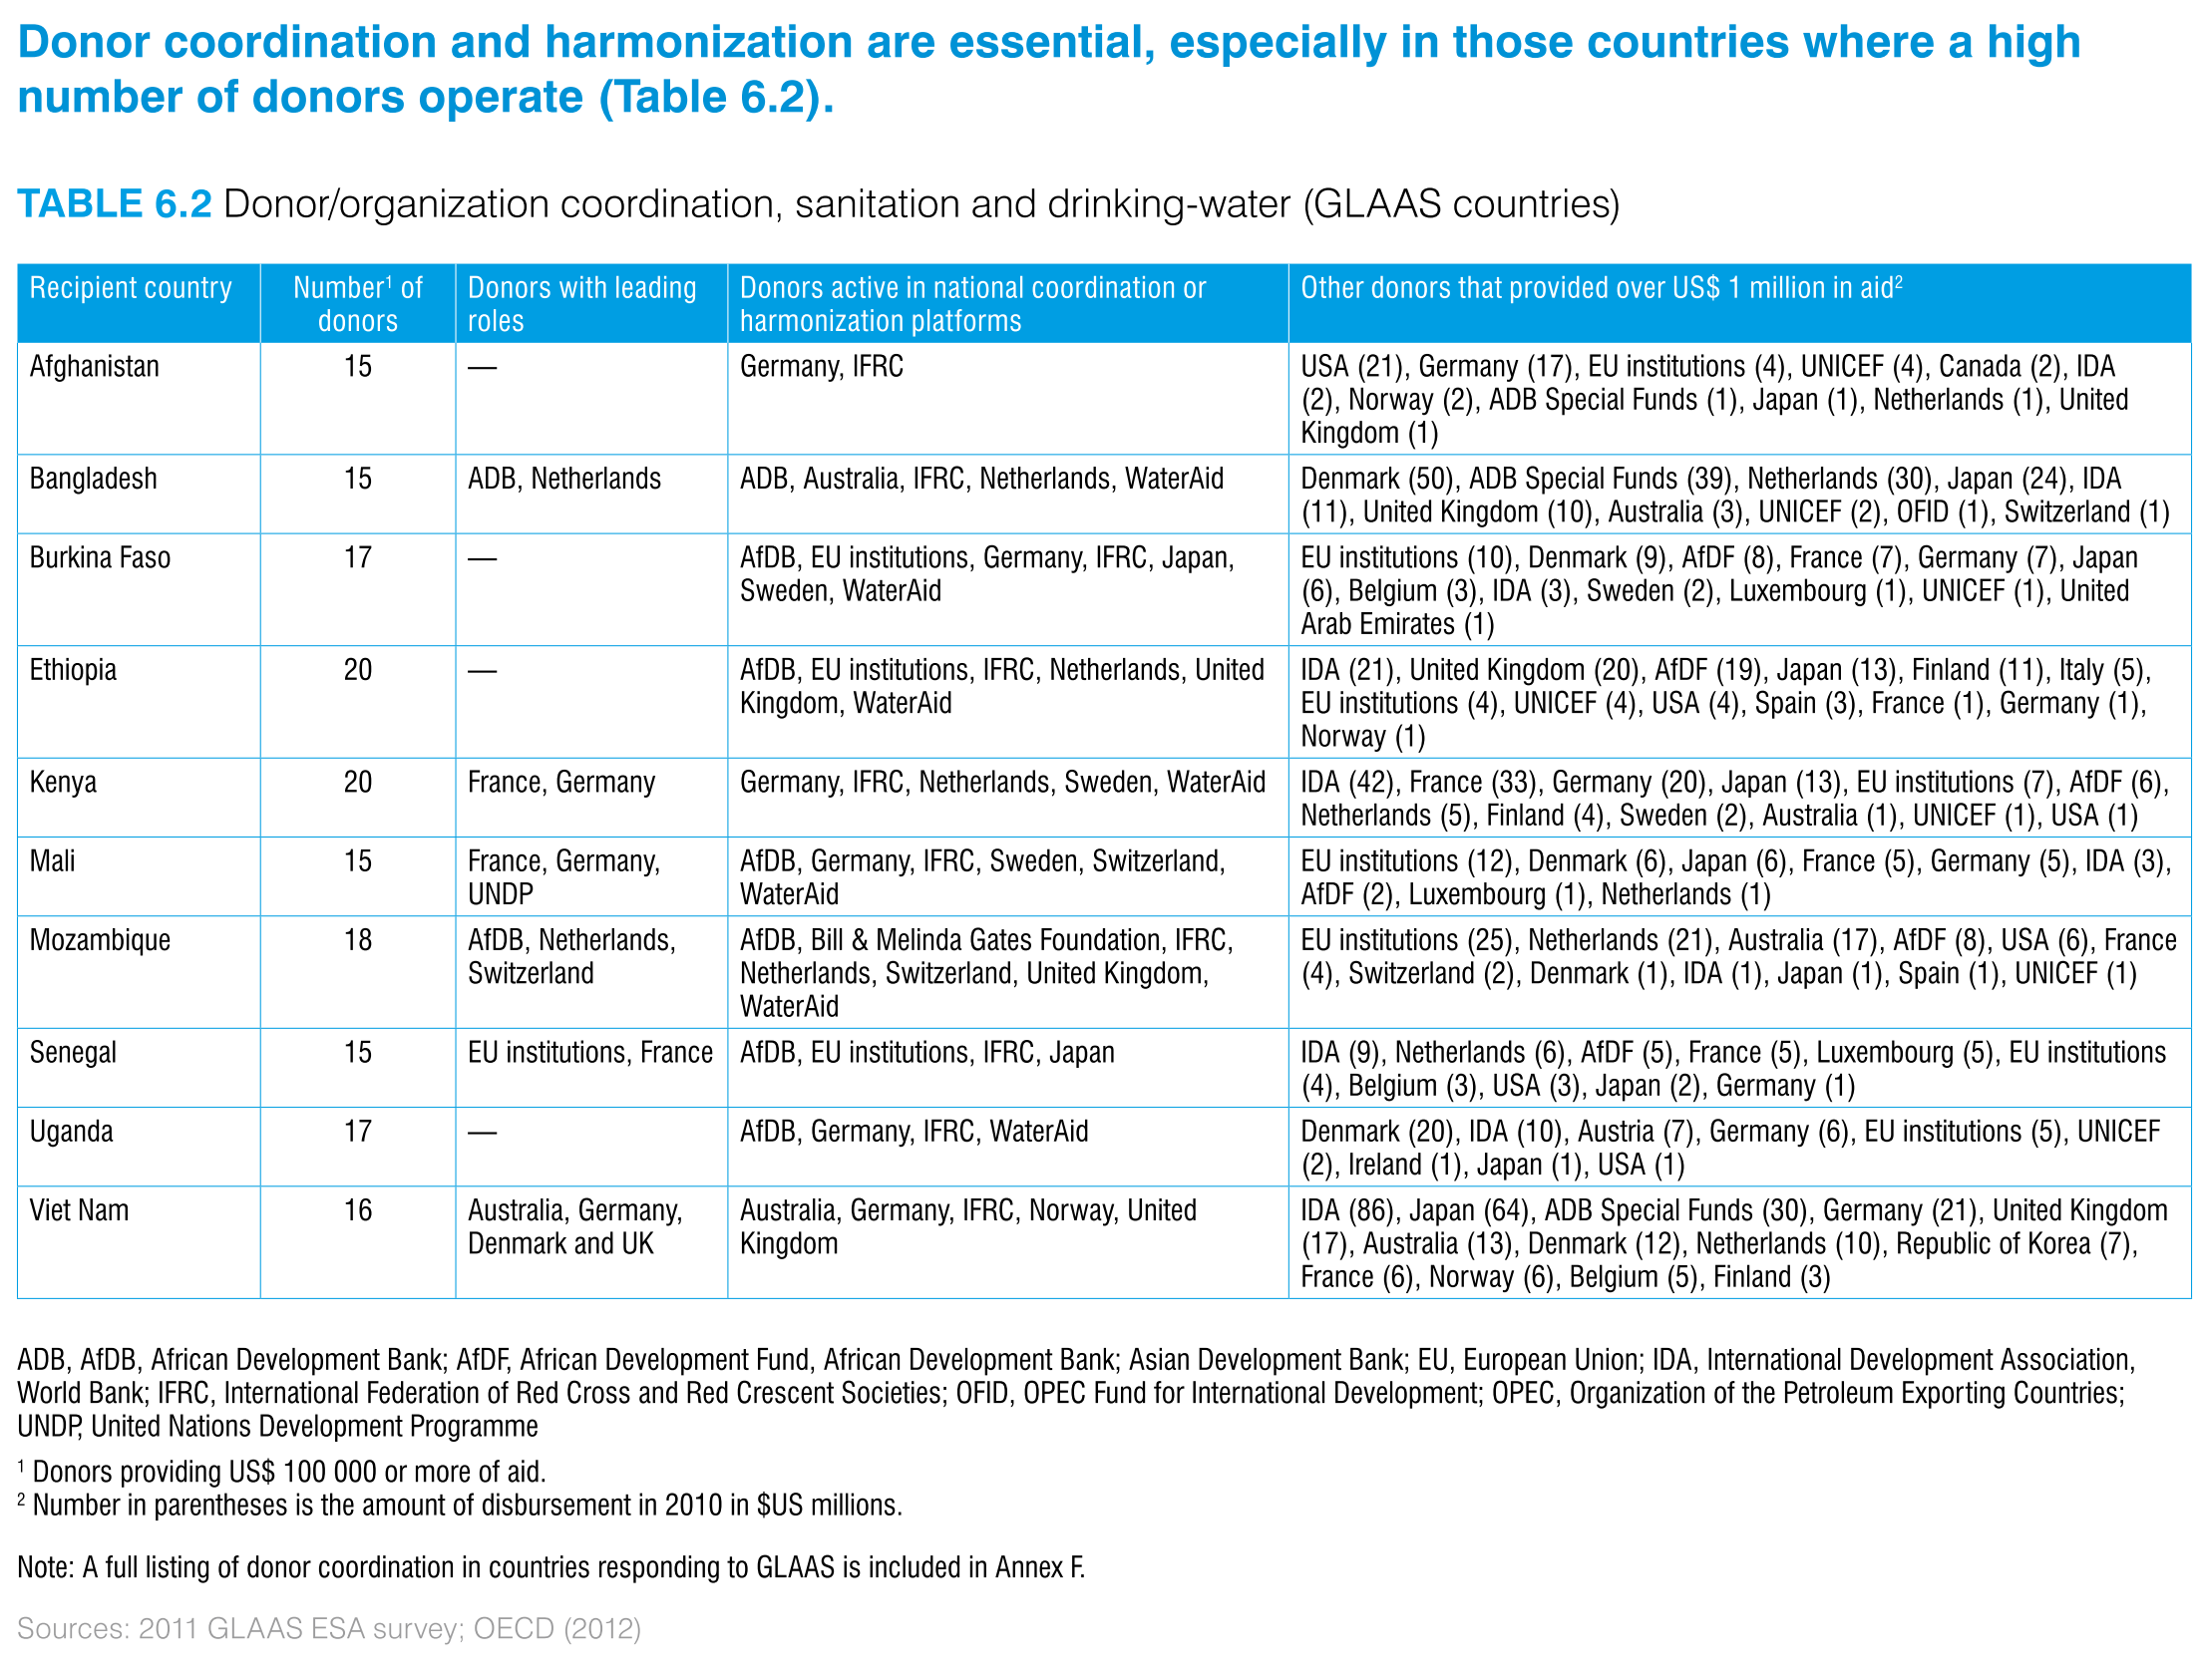 Donor coordination and harmonization are essential, especially in those countries where a high
number of donors operate (Table 6.2).
TABLE 6.2 Donor/organization coordination, sanitation and drinking-water (GLAAS countries)
Recipient country
Number¹ of
donors
Donors with leading
roles
Donors active in national coordination or
harmonization platforms
Other donors that provided over US$ 1 million in aid²
Afghanistan
15
—
Germany, IFRC
USA (21), Germany (17), EU institutions (4), UNICEF (4), Canada (2), IDA
(2), Norway (2), ADB Special Funds (1), Japan (1), Netherlands (1), United
Kingdom (1)
Bangladesh
15
ADB, Netherlands
ADB, Australia, IFRC, Netherlands, WaterAid
Denmark (50), ADB Special Funds (39), Netherlands (30), Japan (24), IDA
(11), United Kingdom (10), Australia (3), UNICEF (2), OFID (1), Switzerland (1)
Burkina Faso
17
—
AfDB, EU institutions, Germany, IFRC, Japan,
Sweden, WaterAid
EU institutions (10), Denmark (9), AfDF (8), France (7), Germany (7), Japan
(6), Belgium (3), IDA (3), Sweden (2), Luxembourg (1), UNICEF (1), United
Arab Emirates (1)
Ethiopia
20
—
AfDB, EU institutions, IFRC, Netherlands, United
Kingdom, WaterAid
IDA (21), United Kingdom (20), AfDF (19), Japan (13), Finland (11), Italy (5),
EU institutions (4), UNICEF (4), USA (4), Spain (3), France (1), Germany (1),
Norway (1)
Kenya
20
France, Germany
Germany, IFRC, Netherlands, Sweden, WaterAid
IDA (42), France (33), Germany (20), Japan (13), EU institutions (7), AfDF (6),
Netherlands (5), Finland (4), Sweden (2), Australia (1), UNICEF (1), USA (1)
Mali
15
France, Germany,
UNDP
AfDB, Germany, IFRC, Sweden, Switzerland,
WaterAid
EU institutions (12), Denmark (6), Japan (6), France (5), Germany (5), IDA (3),
AfDF (2), Luxembourg (1), Netherlands (1)
Mozambique
18
AfDB, Netherlands,
Switzerland
AfDB, Bill & Melinda Gates Foundation, IFRC,
Netherlands, Switzerland, United Kingdom,
WaterAid
EU institutions (25), Netherlands (21), Australia (17), AfDF (8), USA (6), France
(4), Switzerland (2), Denmark (1), IDA (1), Japan (1), Spain (1), UNICEF (1)
Senegal
15
EU institutions, France
AfDB, EU institutions, IFRC, Japan
IDA (9), Netherlands (6), AfDF (5), France (5), Luxembourg (5), EU institutions
(4), Belgium (3), USA (3), Japan (2), Germany (1)
Uganda
17
—
AfDB, Germany, IFRC, WaterAid
Denmark (20), IDA (10), Austria (7), Germany (6), EU institutions (5), UNICEF
(2), Ireland (1), Japan (1), USA (1)
Viet Nam
16
Australia, Germany,
Denmark and UK
Australia, Germany, IFRC, Norway, United
Kingdom
IDA (86), Japan (64), ADB Special Funds (30), Germany (21), United Kingdom
(17), Australia (13), Denmark (12), Netherlands (10), Republic of Korea (7),
France (6), Norway (6), Belgium (5), Finland (3)
ADB, AfDB, African Development Bank; AfDF, African Development Fund, African Development Bank; Asian Development Bank; EU, European Union; IDA, International Development Association,
World Bank; IFRC, International Federation of Red Cross and Red Crescent Societies; OFID, OPEC Fund for International Development; OPEC, Organization of the Petroleum Exporting Countries;
UNDP, United Nations Development Programme
¹ Donors providing US$ 100 000 or more of aid.
² Number in parentheses is the amount of disbursement in 2010 in $US millions.
Note: A full listing of donor coordination in countries responding to GLAAS is included in Annex F.
Sources: 2011 GLAAS ESA survey; OECD (2012)